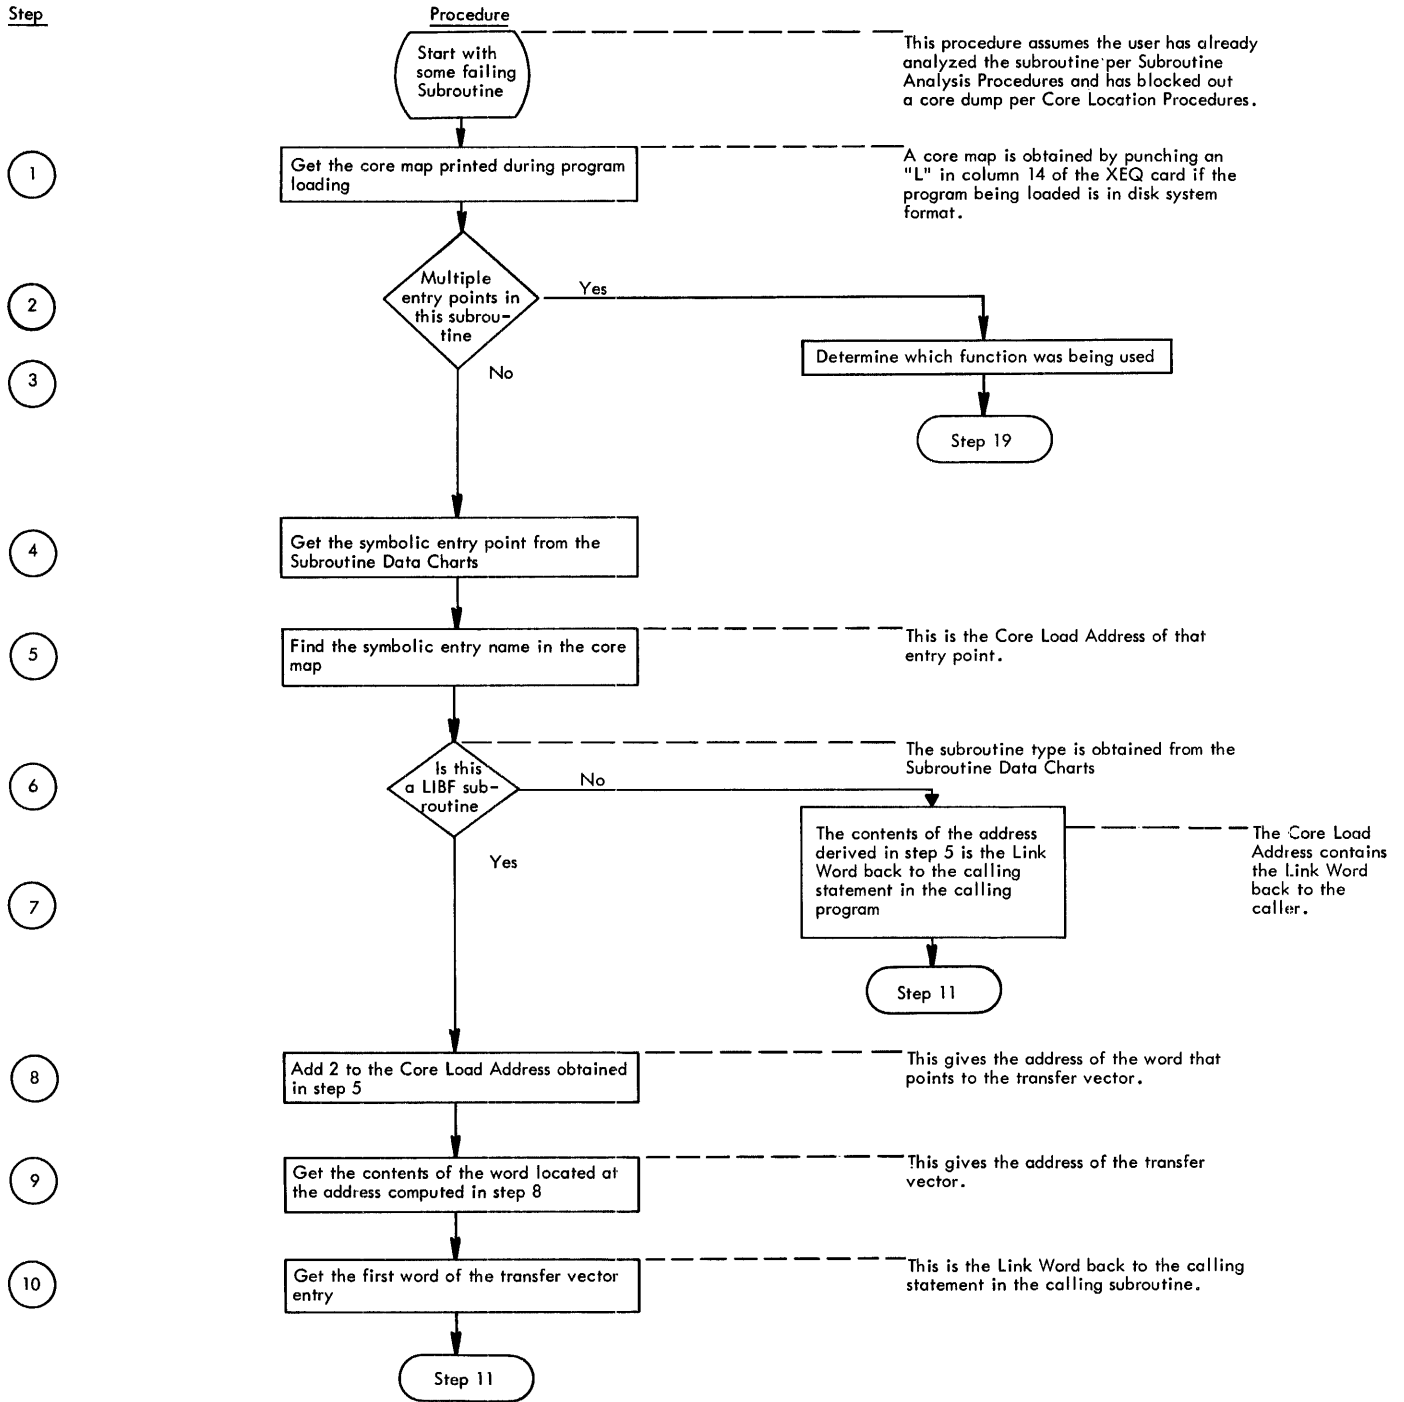 Step
Procedure
Start with
some failing
Subroutine
This procedure assumes the user has already
analyzed the subroutine per Subroutine
Analysis Procedures and has blocked out
a core dump per Core Location Procedures.
1
Get the core map printed during program
loading
A core map is obtained by punching an
"L" in column 14 of the XEQ card if the
program being loaded is in disk system
format.
2
Multiple
entry points in
this subrou-
tine
Yes
No
3
Determine which function was being used
Step 19
4
Get the symbolic entry point from the
Subroutine Data Charts
5
Find the symbolic entry name in the core
map
This is the Core Load Address of that
entry point.
6
Is this
a LIBF sub-
routine
No
Yes
The subroutine type is obtained from the
Subroutine Data Charts
7
The contents of the address
derived in step 5 is the Link
Word back to the calling
statement in the calling
program
The Core Load
Address contains
the Link Word
back to the
caller.
Step 11
8
Add 2 to the Core Load Address obtained
in step 5
This gives the address of the word that
points to the transfer vector.
9
Get the contents of the word located at
the address computed in step 8
This gives the address of the transfer
vector.
10
Get the first word of the transfer vector
entry
This is the Link Word back to the calling
statement in the calling subroutine.
Step 11